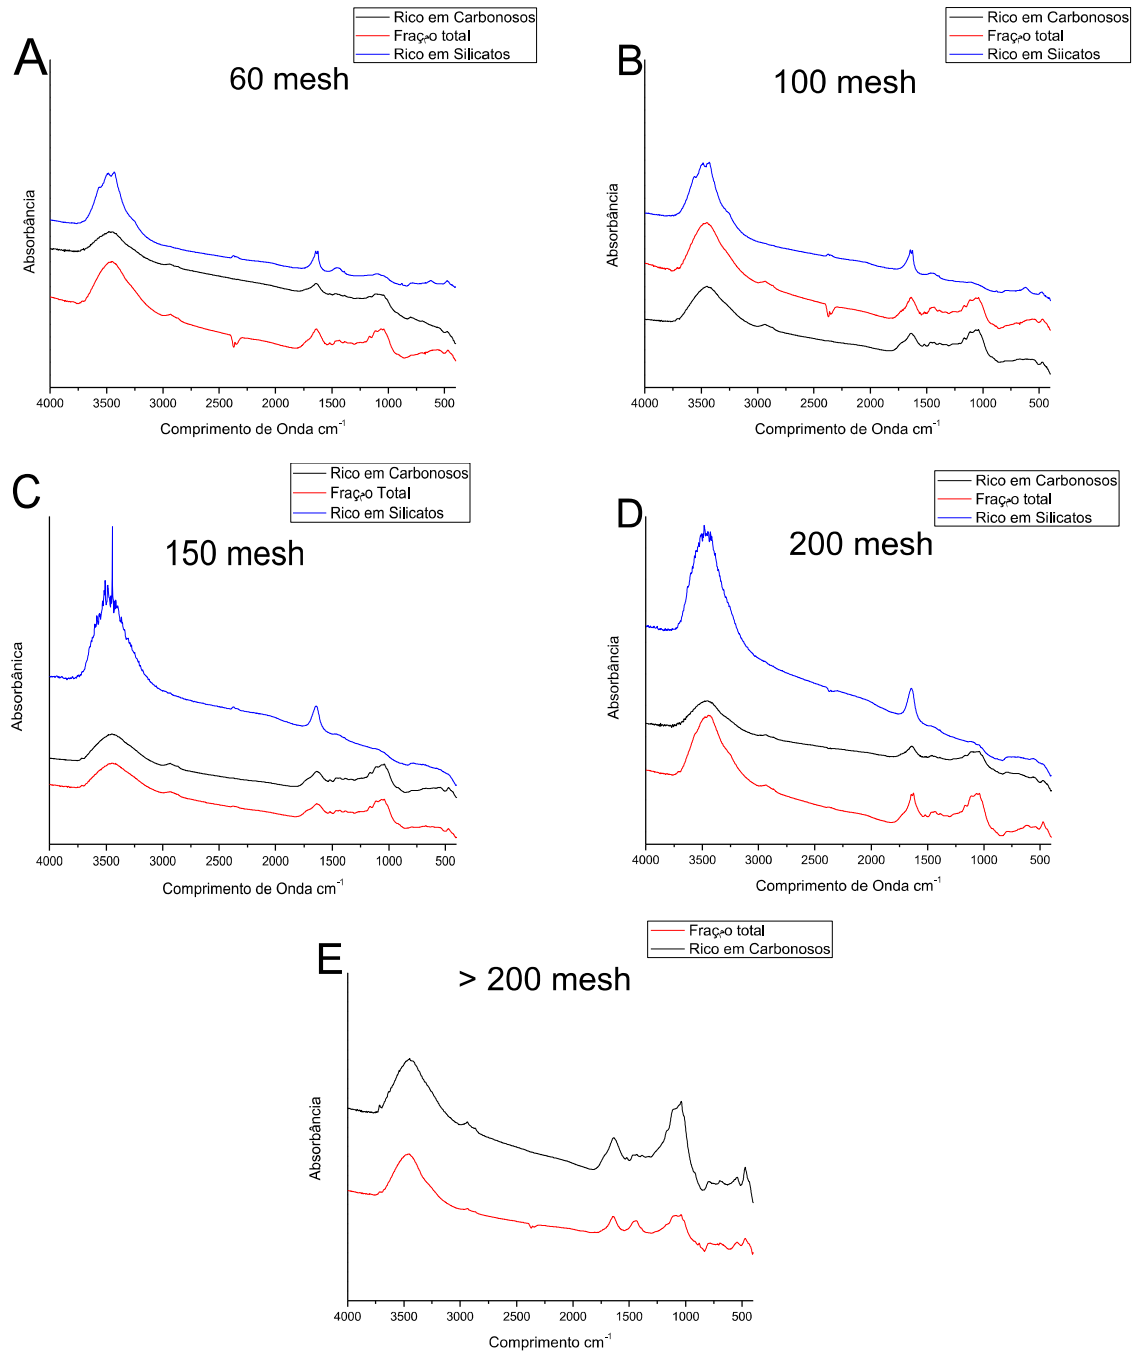 Rico em Carbonosos
total
Rico em Silicatos
A
60 mesh
Absorbância
4000 3500 3000 2500 2000 1500 1000 500
Comprimento de Onda cm⁻¹
Rico em Carbonosos
total
Rico em Siicatos
B
100 mesh
Absorbância
4000 3500 3000 2500 2000 1500 1000 500
Comprimento de Onda cm⁻¹
Rico em Carbonosos
Total
Rico em Silicatos
C
150 mesh
Absorbânica
4000 3500 3000 2500 2000 1500 1000 500
Comprimento de Onda cm⁻¹
Rico em Carbonosos
total
Rico em Silicatos
D
200 mesh
Absorbância
4000 3500 3000 2500 2000 1500 1000 500
Comprimento de Onda cm⁻¹
total
Rico em Carbonosos
E
> 200 mesh
Absorbância
4000 3500 3000 2500 2000 1500 1000 500
Comprimento cm⁻¹